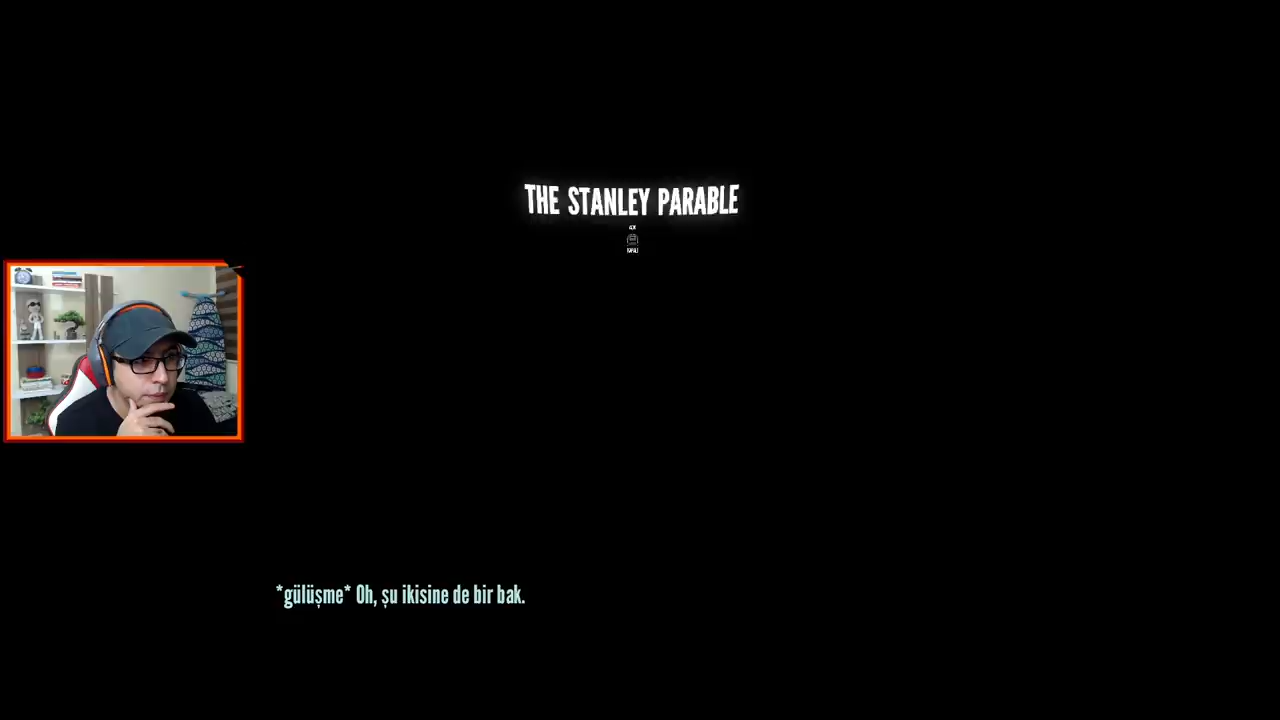 THE STANLEY PARABLE
*gülüşme* Oh, şu ikisine de bir bak.